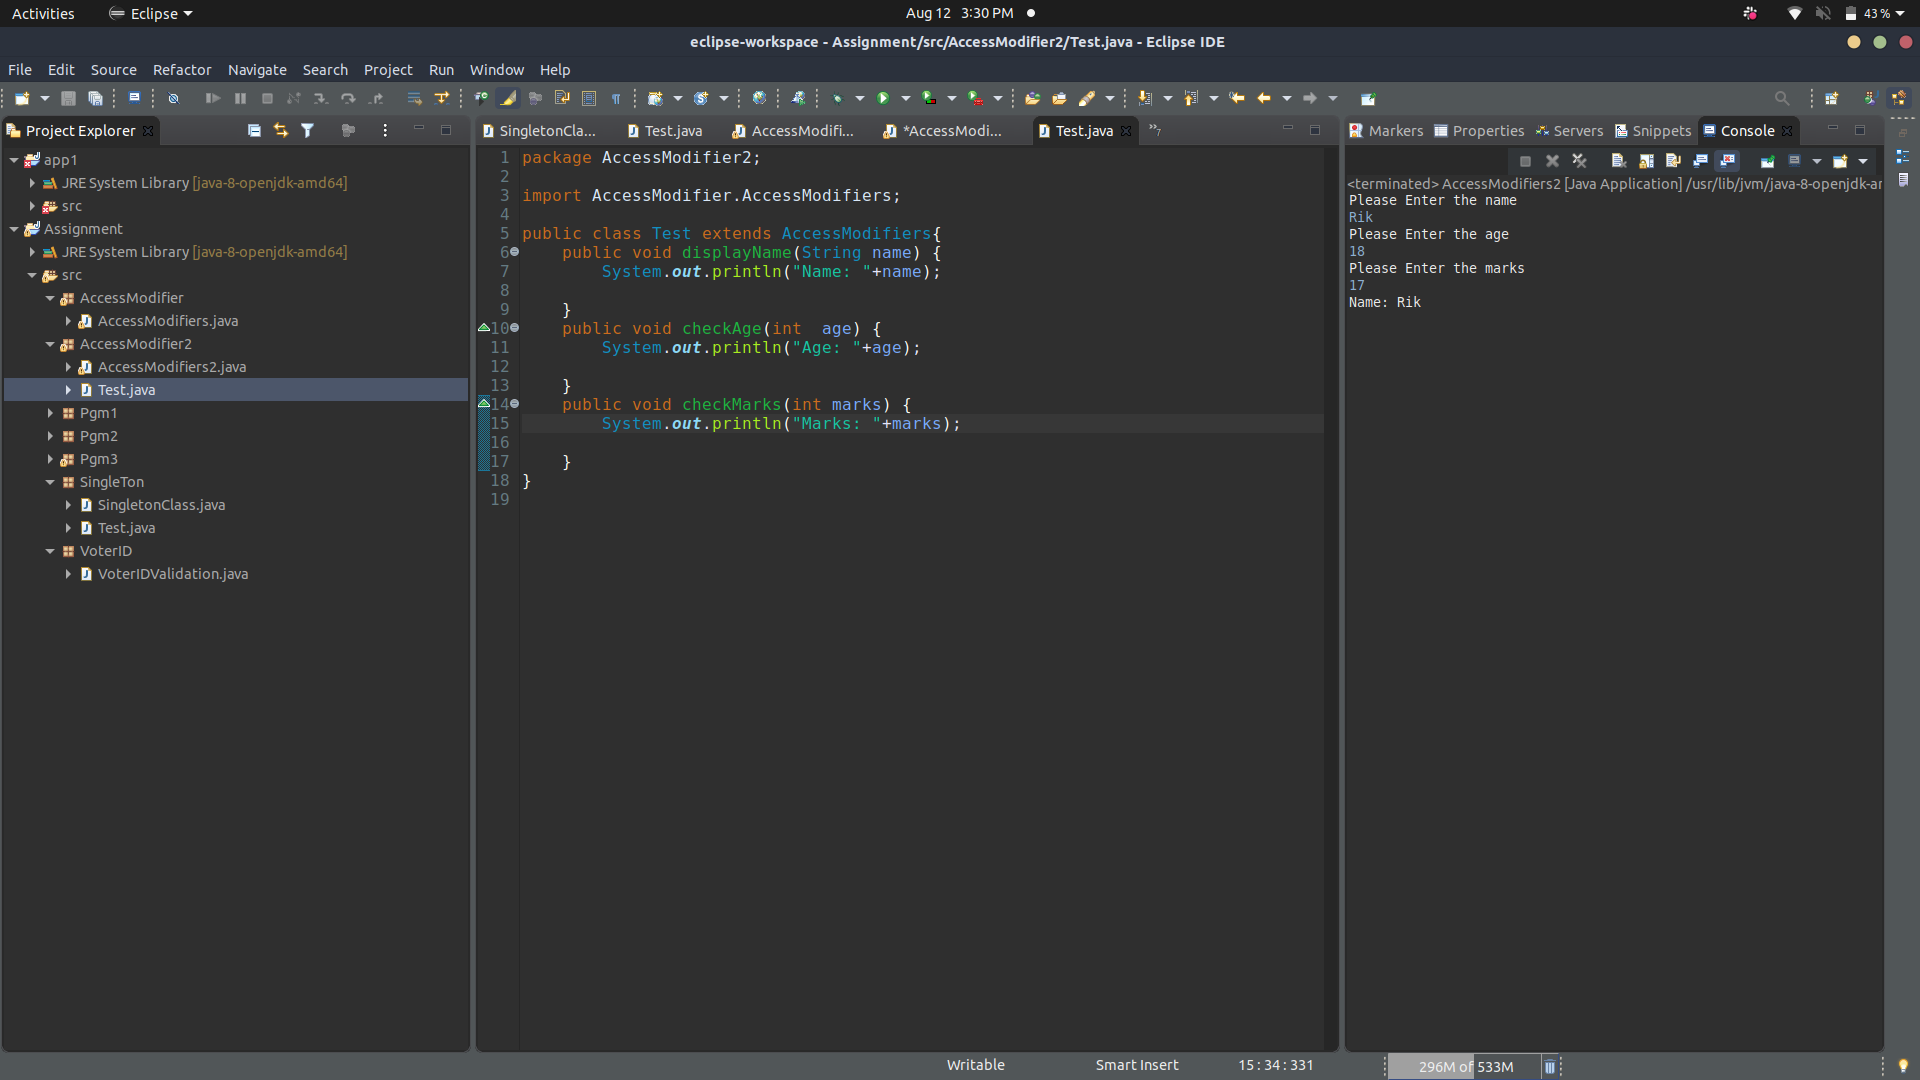 Activities Eclipse Aug 12 3:30 PM 43 %
eclipse-workspace - Assignment/src/AccessModifier2/Test.java - Eclipse IDE
File Edit Source Refactor Navigate Search Project Run Window Help
Project Explorer
app1
JRE System Library [java-8-openjdk-amd64]
src
Assignment
JRE System Library [java-8-openjdk-amd64]
src
AccessModifier
AccessModifiers.java
AccessModifier2
AccessModifiers2.java
Test.java
Pgm1
Pgm2
Pgm3
SingleTon
SingletonClass.java
Test.java
VoterID
VoterIDValidation.java
SingletonCla... Test.java AccessModifi... *AccessModi... Test.java »7
1 package AccessModifier2;
2
3 import AccessModifier.AccessModifiers;
4
5 public class Test extends AccessModifiers{
6 public void displayName(String name) {
7 System.out.println("Name: "+name);
8
9 }
10 public void checkAge(int  age) {
11 System.out.println("Age: "+age);
12
13 }
14 public void checkMarks(int marks) {
15 System.out.println("Marks: "+marks);
16
17 }
18 }
19
Markers Properties Servers Snippets Console
<terminated> AccessModifiers2 [Java Application] /usr/lib/jvm/java-8-openjdk-ar
Please Enter the name
Rik
Please Enter the age
18
Please Enter the marks
17
Name: Rik
Writable Smart Insert 15 : 34 : 331 296M of 533M